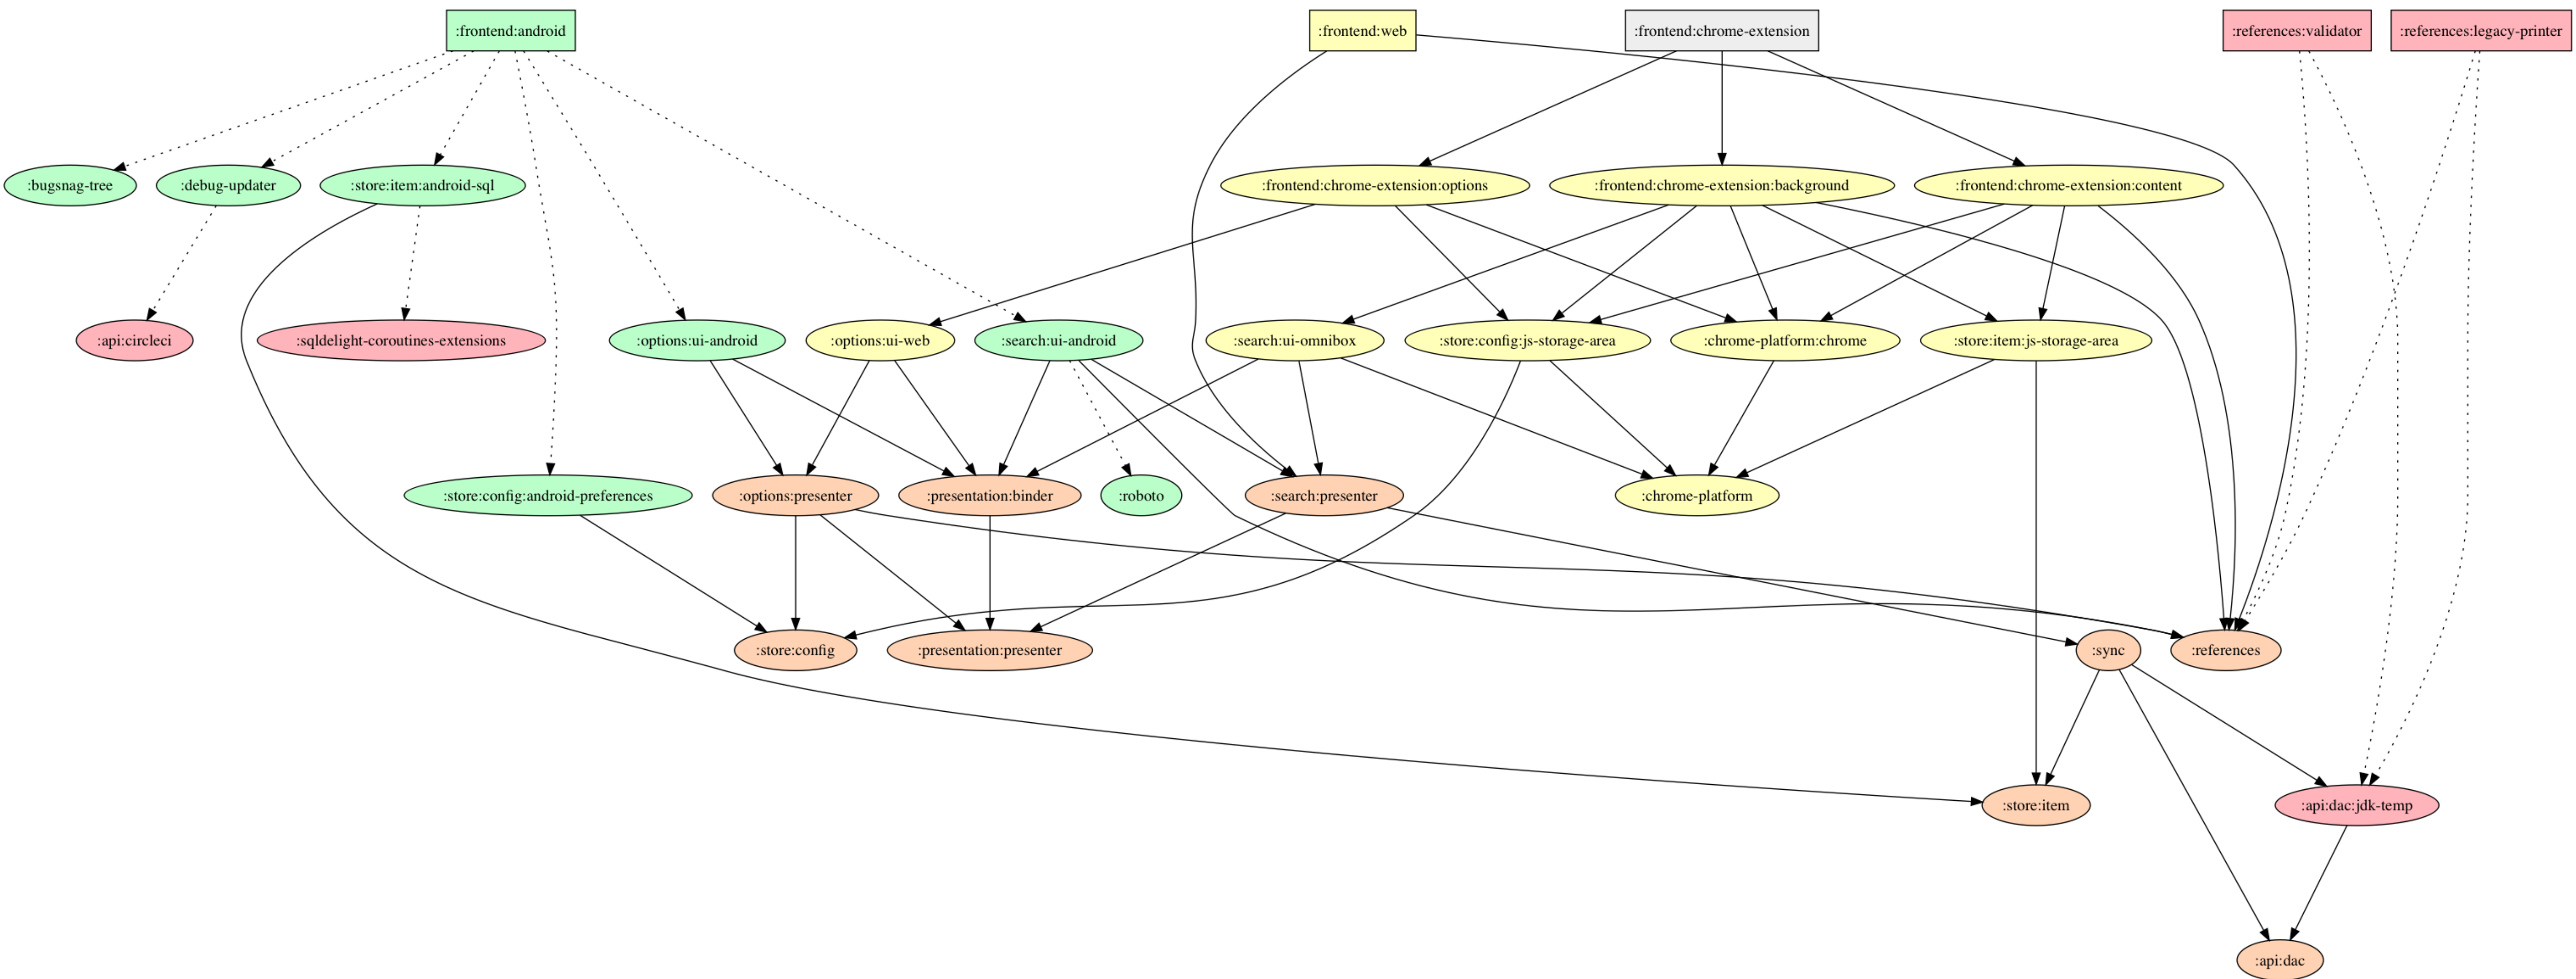 :frontend:android
:frontend:web
:frontend:chrome-extension
:references:validator
:references:legacy-printer
:bugsnag-tree
:debug-updater
:store:item:android-sql
:frontend:chrome-extension:options
:frontend:chrome-extension:background
:frontend:chrome-extension:content
:api:circleci
:sqldelight-coroutines-extensions
:options:ui-android
:options:ui-web
:search:ui-android
:search:ui-omnibox
:store:config:js-storage-area
:chrome-platform:chrome
:store:item:js-storage-area
:store:config:android-preferences
:options:presenter
:presentation:binder
:roboto
:search:presenter
:chrome-platform
:store:config
:presentation:presenter
:sync
:references
:store:item
:api:dac:jdk-temp
:api:dac